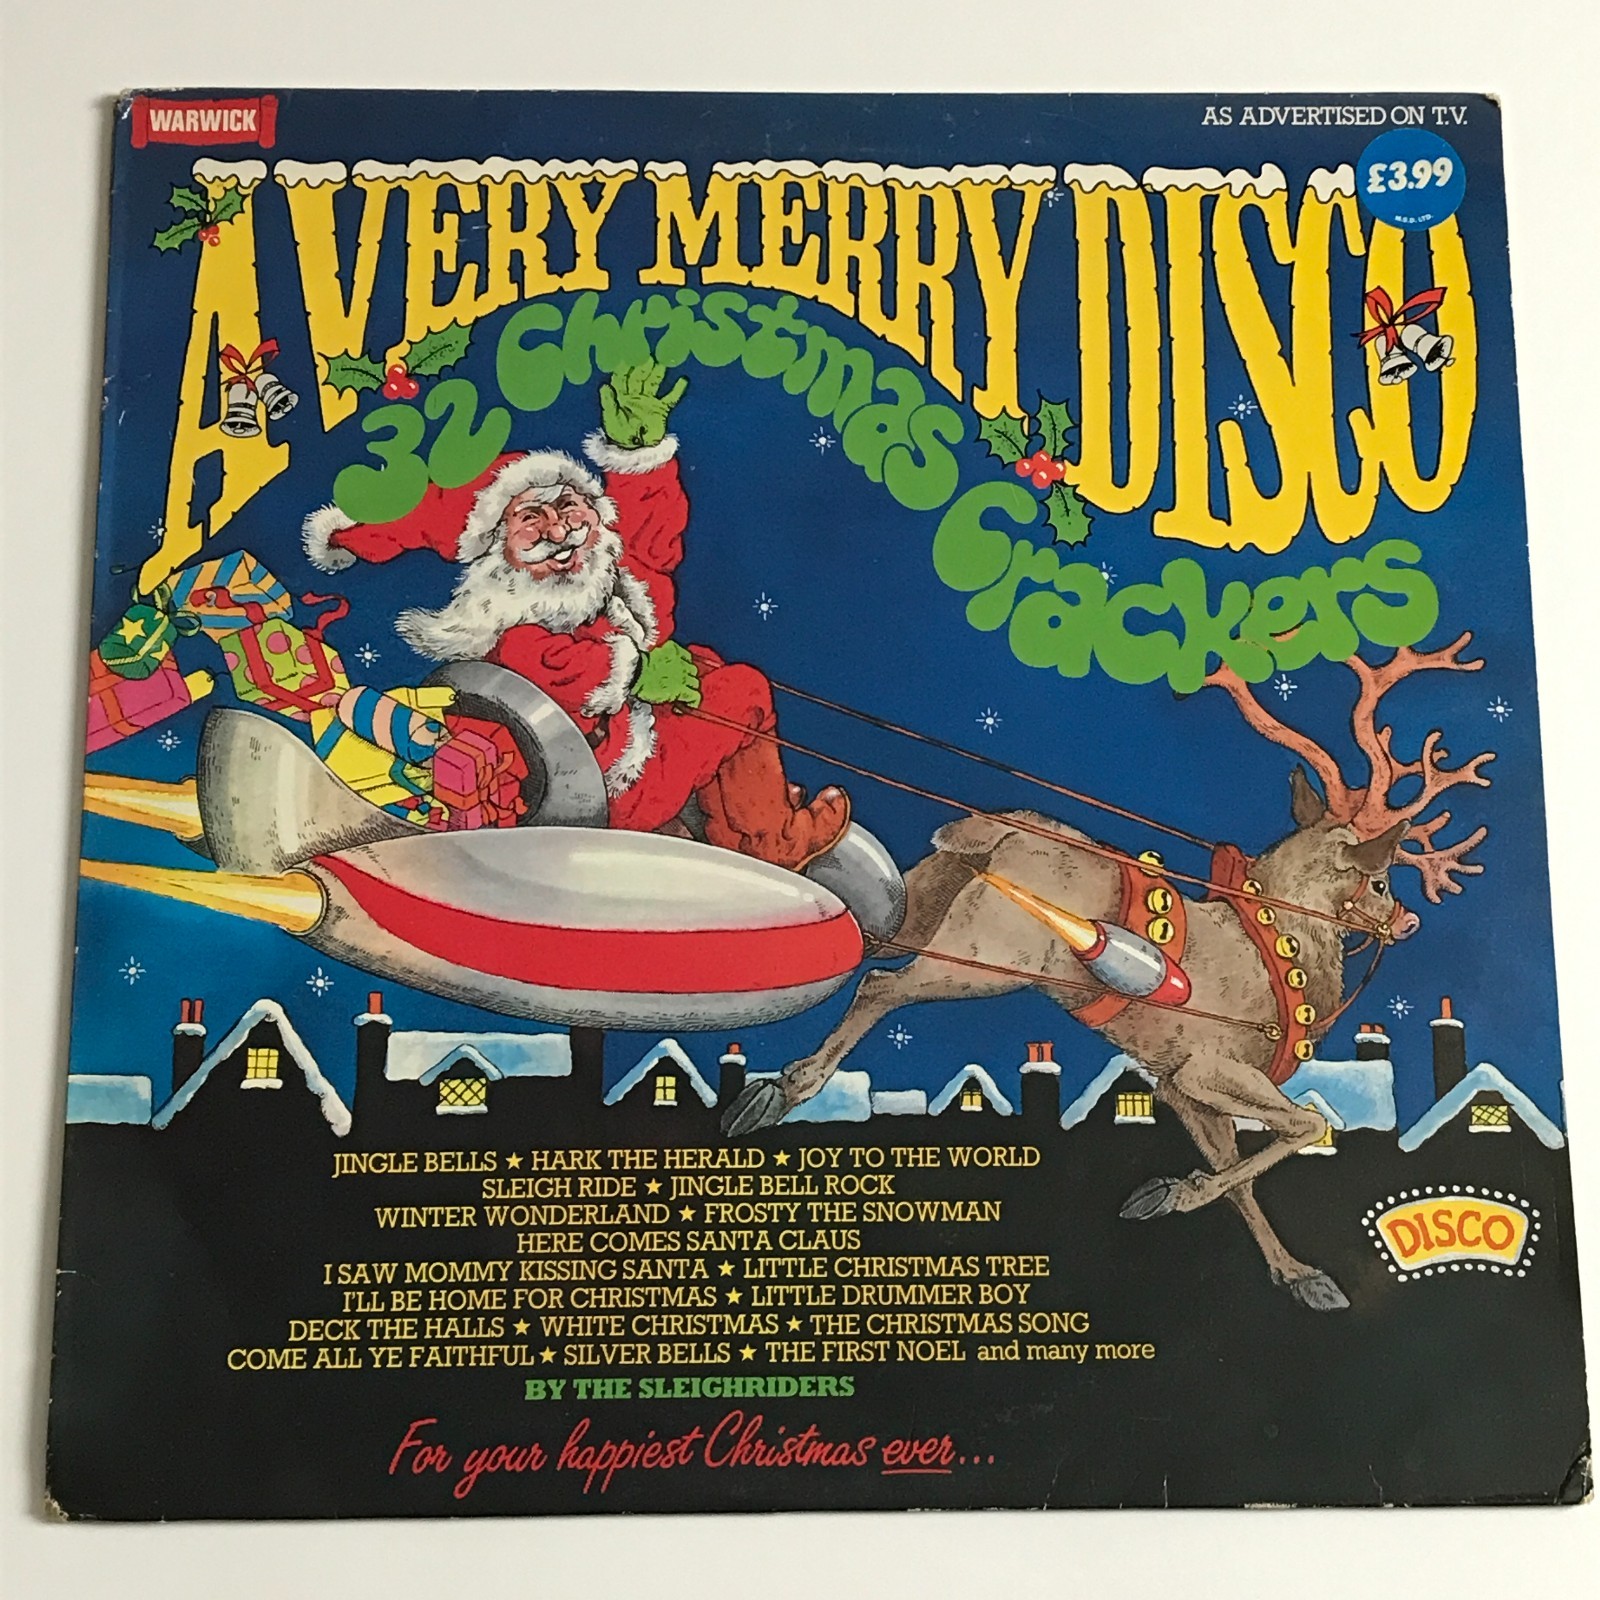 WARWICK
AS ADVERTISED ON T.V.
£3.99
M.S.D. LTD.
A VERY MERRY DISCO
32 Christmas Crackers
JINGLE BELLS ★ HARK THE HERALD ★ JOY TO THE WORLD
SLEIGH RIDE ★ JINGLE BELL ROCK
WINTER WONDERLAND ★ FROSTY THE SNOWMAN
HERE COMES SANTA CLAUS
I SAW MOMMY KISSING SANTA ★ LITTLE CHRISTMAS TREE
I'LL BE HOME FOR CHRISTMAS ★ LITTLE DRUMMER BOY
DECK THE HALLS ★ WHITE CHRISTMAS ★ THE CHRISTMAS SONG
COME ALL YE FAITHFUL ★ SILVER BELLS ★ THE FIRST NOEL and many more
BY THE SLEIGHRIDERS
For your happiest Christmas ever...
DISCO